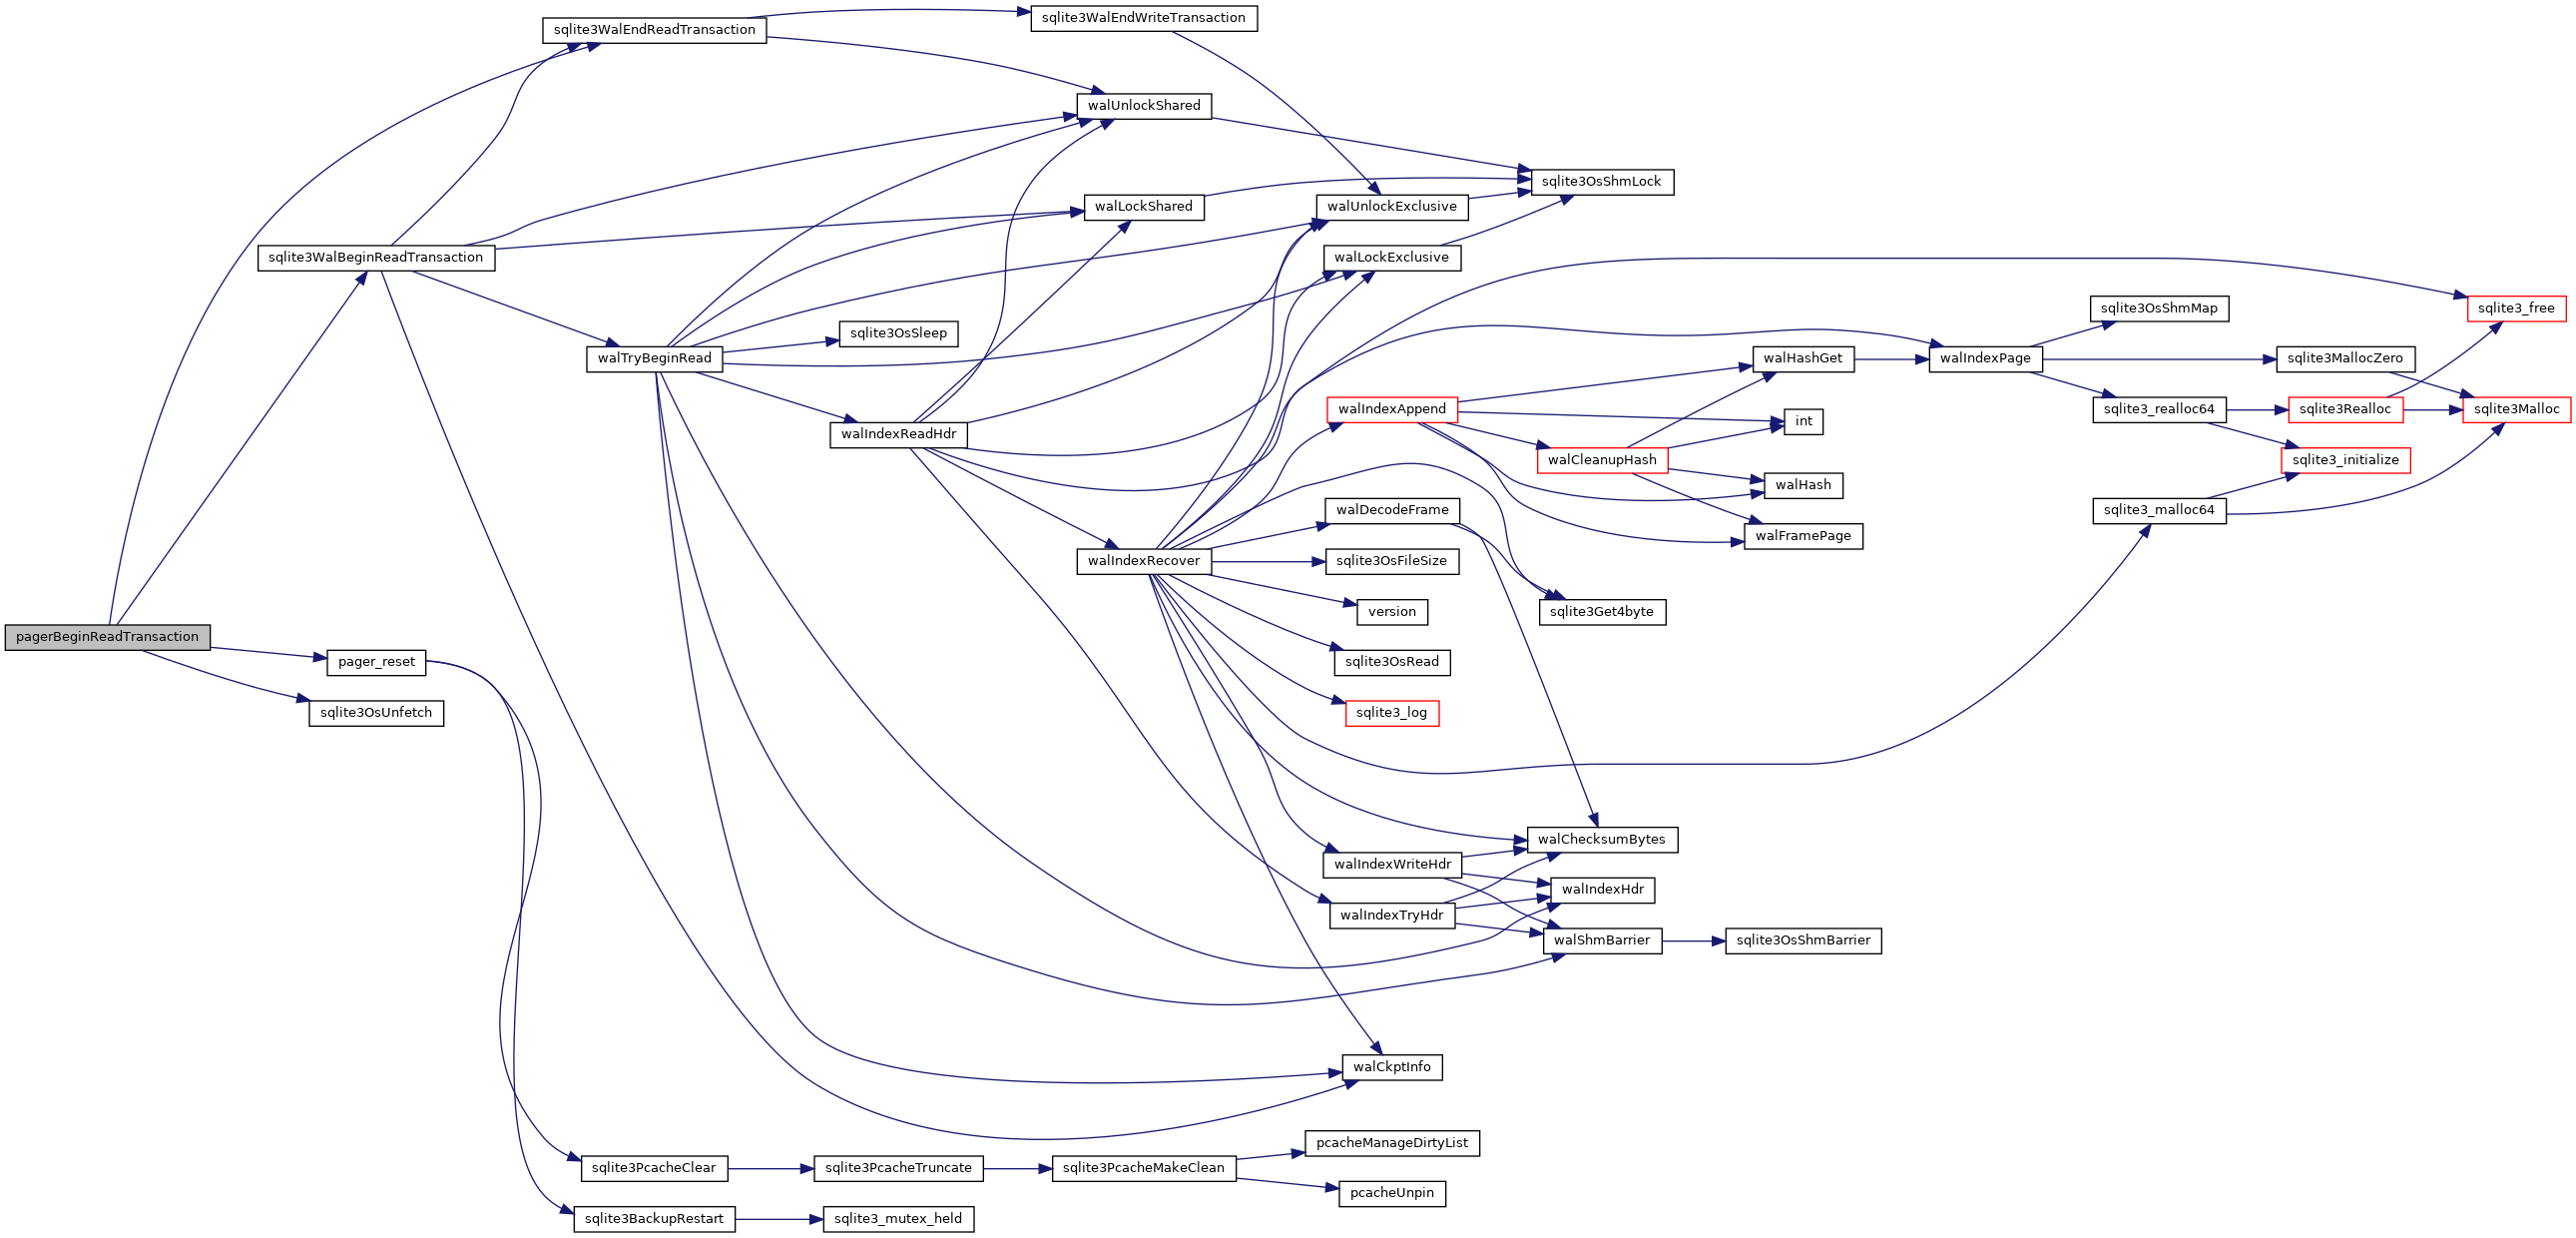 pagerBeginReadTransaction
sqlite3WalBeginReadTransaction
pager_reset
sqlite3OsUnfetch
sqlite3WalEndReadTransaction
walTryBeginRead
sqlite3PcacheClear
sqlite3BackupRestart
sqlite3OsSleep
walIndexReadHdr
sqlite3PcacheTruncate
sqlite3_mutex_held
sqlite3WalEndWriteTransaction
walUnlockShared
walLockShared
walIndexRecover
sqlite3PcacheMakeClean
walUnlockExclusive
walLockExclusive
walIndexAppend
walDecodeFrame
sqlite3OsFileSize
version
sqlite3OsRead
sqlite3_log
walIndexWriteHdr
walIndexTryHdr
walCkptInfo
pcacheManageDirtyList
pcacheUnpin
sqlite3OsShmLock
walCleanupHash
sqlite3Get4byte
walChecksumBytes
walIndexHdr
walShmBarrier
walHashGet
int
walHash
walFramePage
sqlite3OsShmBarrier
walIndexPage
sqlite3OsShmMap
sqlite3_realloc64
sqlite3_malloc64
sqlite3MallocZero
sqlite3Realloc
sqlite3_initialize
sqlite3_free
sqlite3Malloc